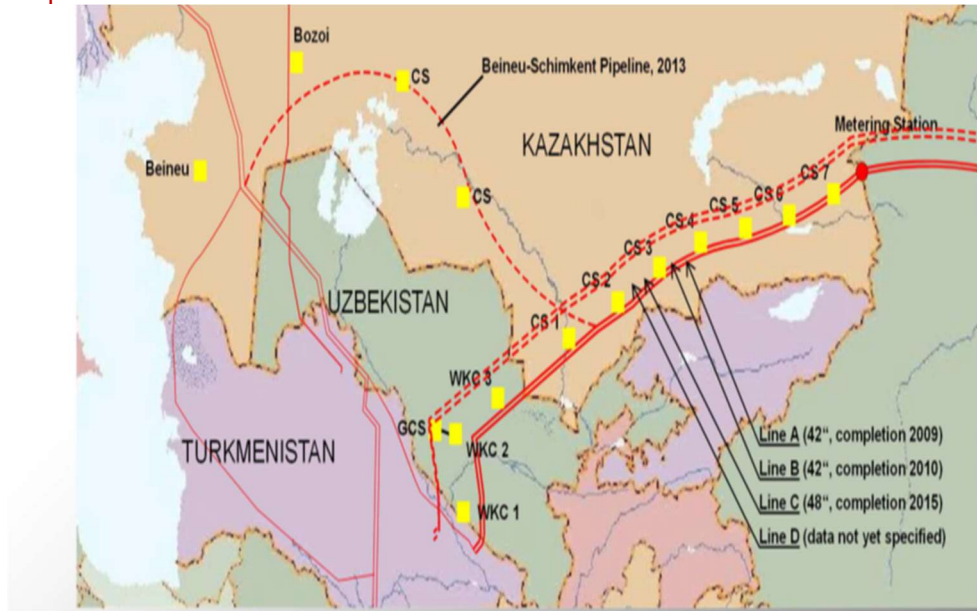 Bozoi
CS
Beineu-Schimkent Pipeline, 2013
KAZAKHSTAN
Metering Station
Beineu
CS
CS 7
CS 6
CS 5
CS 4
CS 3
UZBEKISTAN
CS 2
CS 1
WKC 3
GCS
WKC 2
TURKMENISTAN
WKC 1
Line A (42“, completion 2009)
Line B (42“, completion 2010)
Line C (48“, completion 2015)
Line D (data not yet specified)